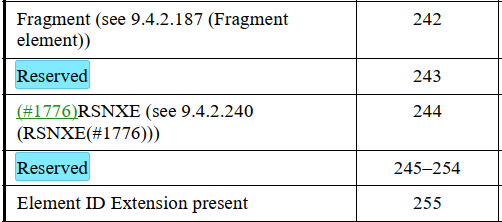 Fragment (see 9.4.2.187 (Fragment
element)) 242
Reserved 243
(#1776)RSNXE (see 9.4.2.240
(RSNXE(#1776))) 244
Reserved 245–254
Element ID Extension present 255